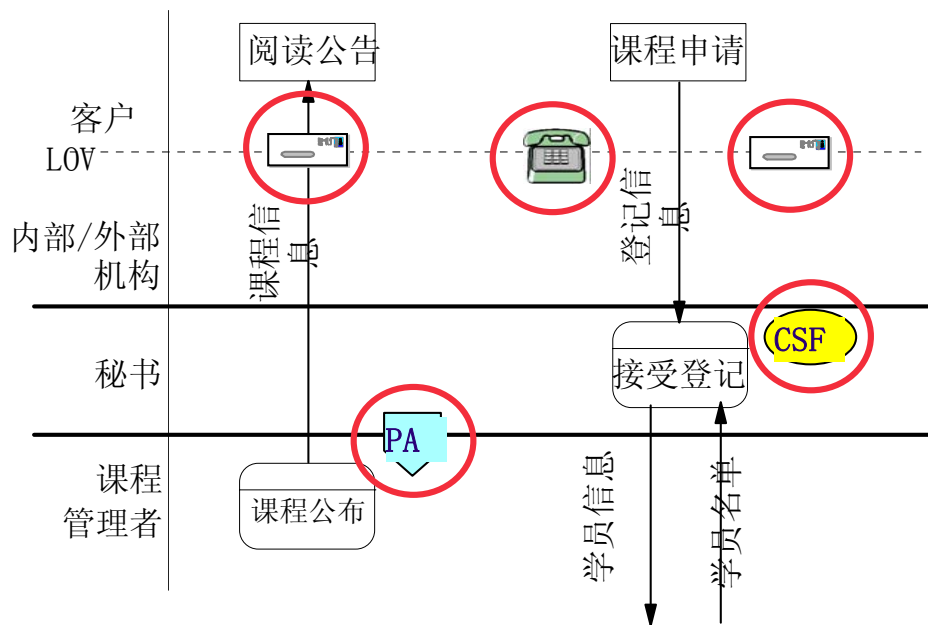 阅读公告
课程申请
客户
LOV
课程信
息
登记信
息
内部/外部
机构
CSF
秘书
接受登记
PA
课程
管理者
课程公布
学员信息
学员名单